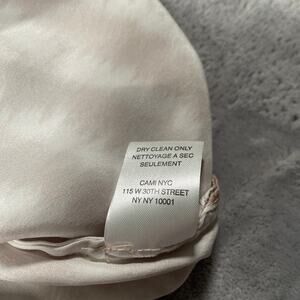 DRY CLEAN ONLY
NETTOYAGE A SEC
SEULEMENT
CAMI NYC
115 W 30TH STREET
NY NY 10001